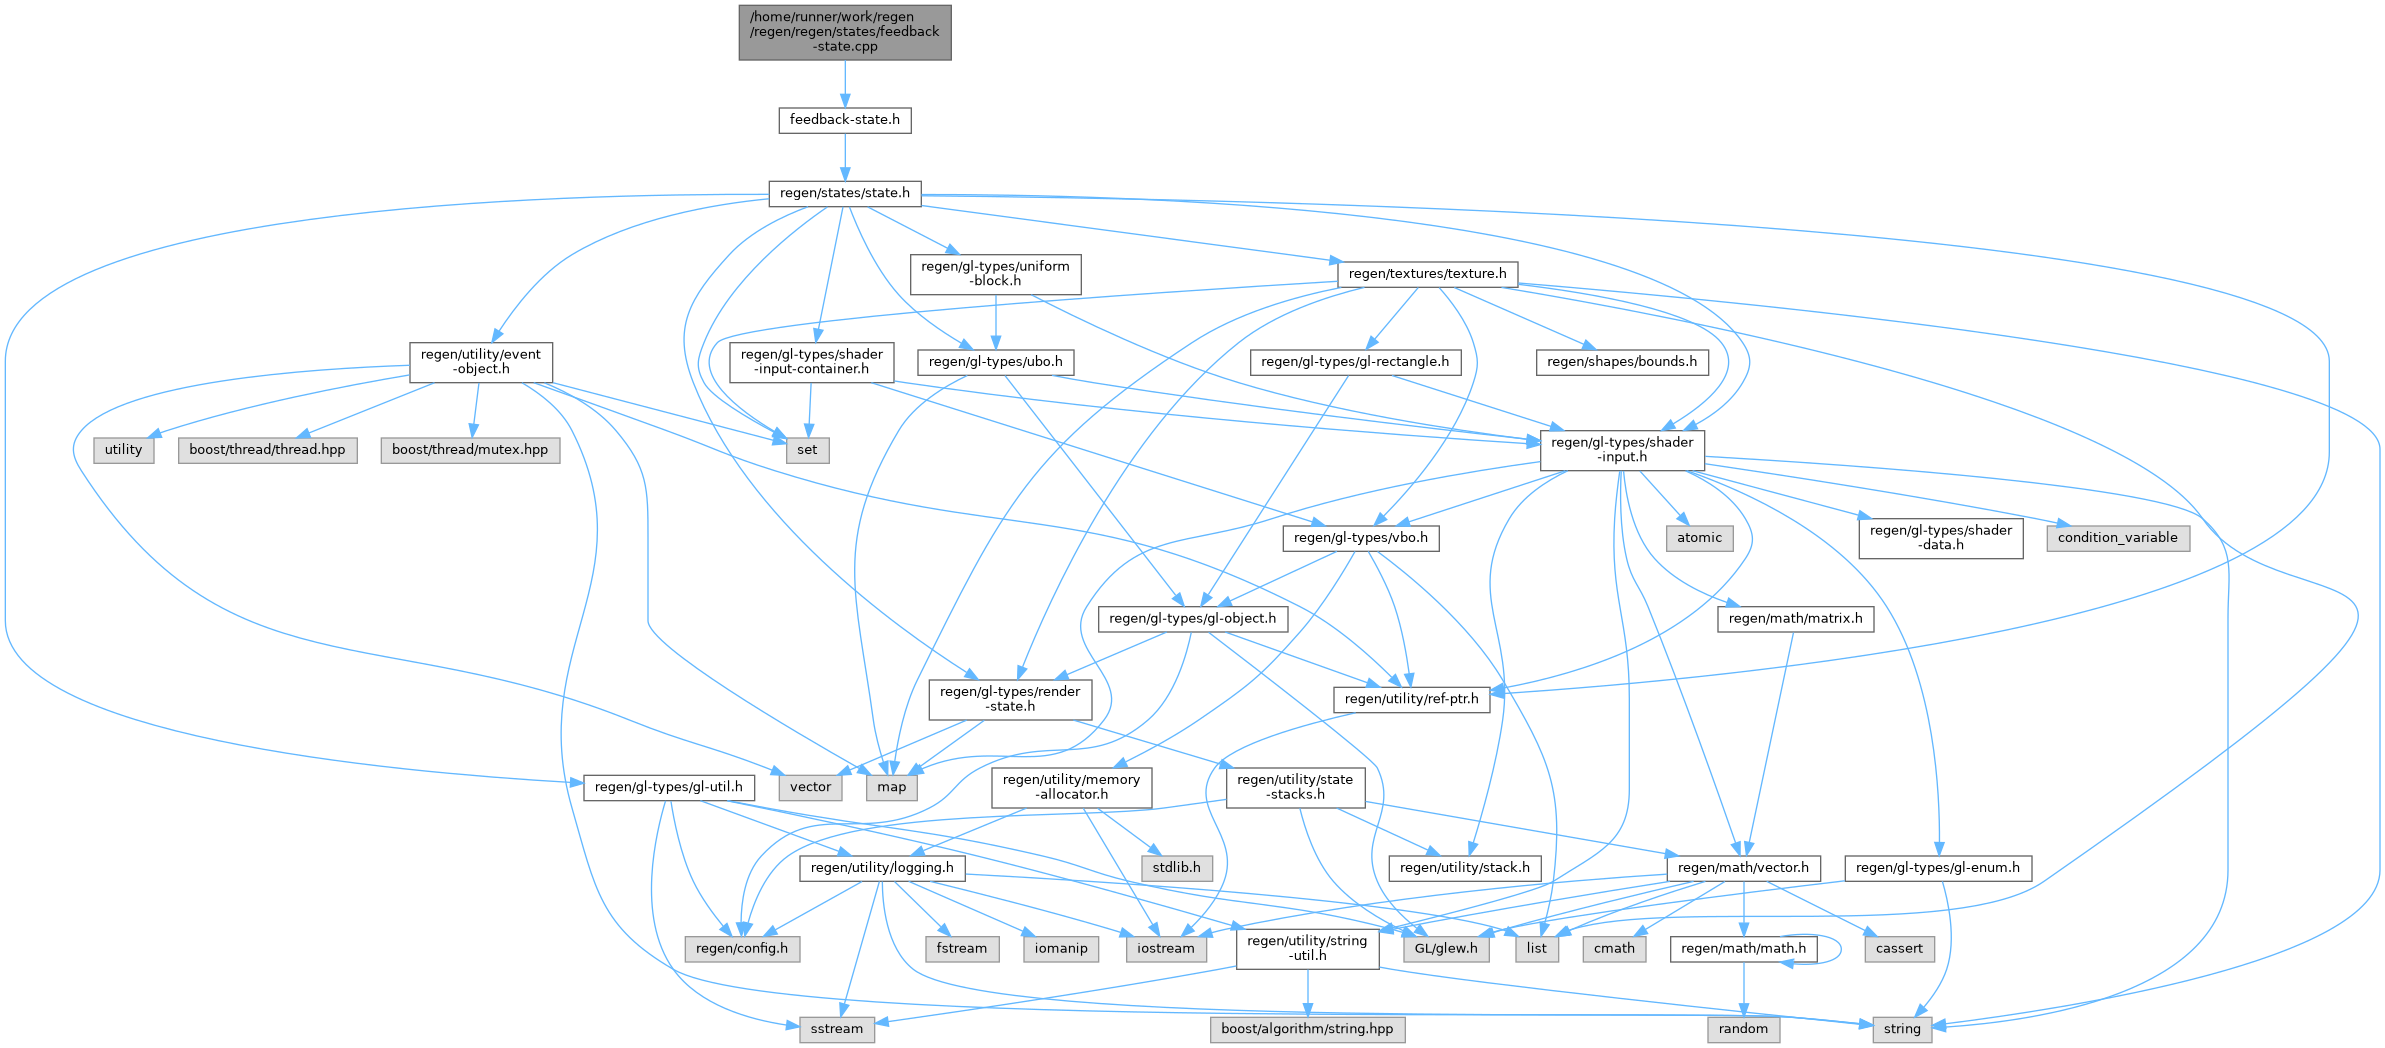 /home/runner/work/regen
/regen/regen/states/feedback
-state.cpp
feedback-state.h
regen/states/state.h
regen/gl-types/uniform
-block.h
regen/textures/texture.h
regen/utility/event
-object.h
regen/gl-types/shader
-input-container.h
regen/gl-types/ubo.h
regen/gl-types/gl-rectangle.h
regen/shapes/bounds.h
utility
boost/thread/thread.hpp
boost/thread/mutex.hpp
set
regen/gl-types/shader
-input.h
regen/gl-types/vbo.h
atomic
regen/gl-types/shader
-data.h
condition_variable
regen/gl-types/gl-object.h
regen/math/matrix.h
regen/gl-types/render
-state.h
regen/utility/ref-ptr.h
regen/gl-types/gl-util.h
vector
map
regen/utility/memory
-allocator.h
regen/utility/state
-stacks.h
regen/utility/logging.h
stdlib.h
regen/utility/stack.h
regen/math/vector.h
regen/gl-types/gl-enum.h
regen/config.h
fstream
iomanip
iostream
regen/utility/string
-util.h
GL/glew.h
list
cmath
regen/math/math.h
cassert
sstream
boost/algorithm/string.hpp
random
string